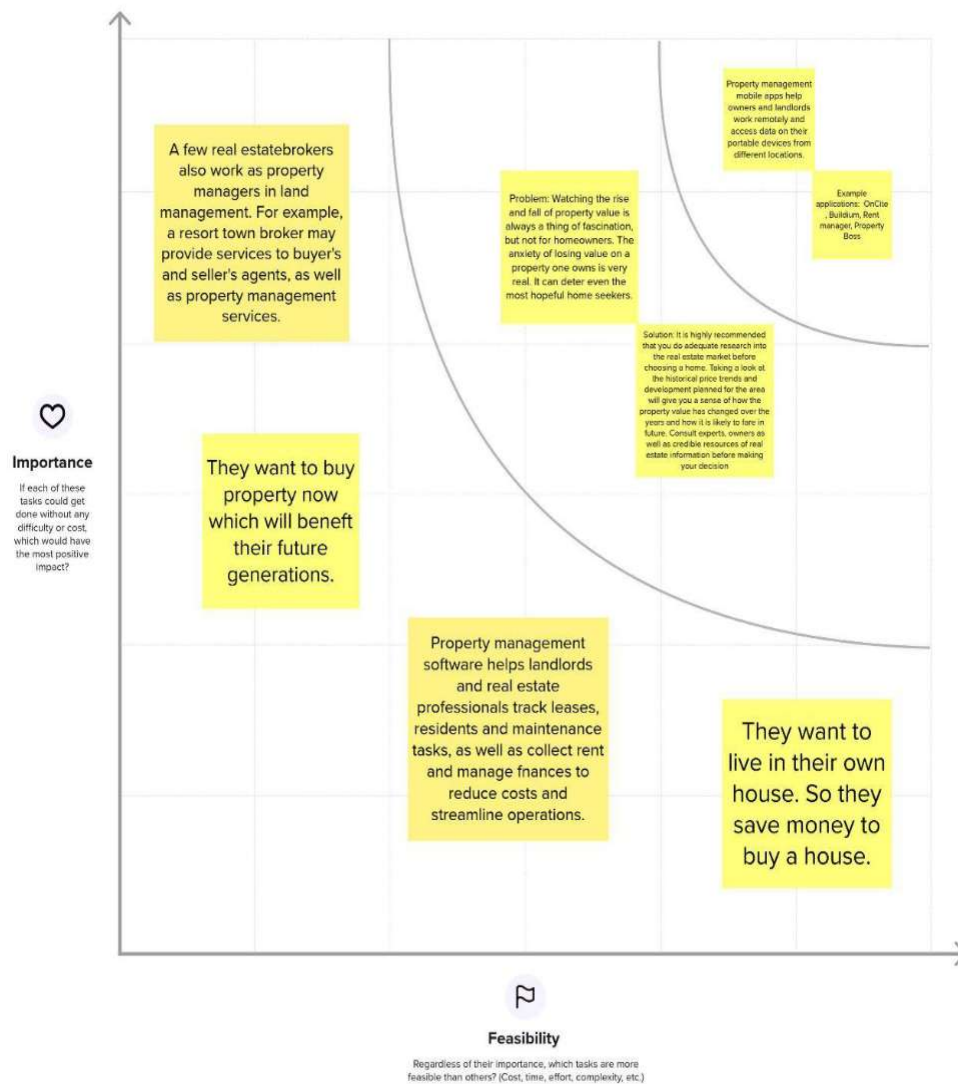 Property management
mobile apps help
owners and landlords
work remotely and
access data on their
portable devices from
different locations.
A few real estatebrokers
also work as property
managers in land
management. For example,
a resort town broker may
provide services to buyer's
and seller's agents, as well
as property management
services.
Problem: Watching the rise
and fall of property value is
always a thing of fascination,
but not for homeowners. The
anxiety of losing value on a
property one owns is very
real. It can deter even the
most hopeful home seekers.
Example
applications: OnCite
, Buildium, Rent
manager, Property
Boss
Solution: It is highly recommended
that you do adequate research into
the real estate market before
choosing a home. Taking a look at
the historical price trends and
development planned for the area
will give you a sense of how the
property value has changed over the
years and how it is likely to fare in
future. Consult experts, owners as
well as credible resources of real
estate information before making
your decision
Importance
If each of these
tasks could get
done without any
difficulty or cost,
which would have
the most positive
impact?
They want to buy
property now
which will beneft
their future
generations.
Property management
software helps landlords
and real estate
professionals track leases,
residents and maintenance
tasks, as well as collect rent
and manage fnances to
reduce costs and
streamline operations.
They want to
live in their own
house. So they
save money to
buy a house.
Feasibility
Regardless of their importance, which tasks are more
feasible than others? (Cost, time, effort, complexity, etc.)